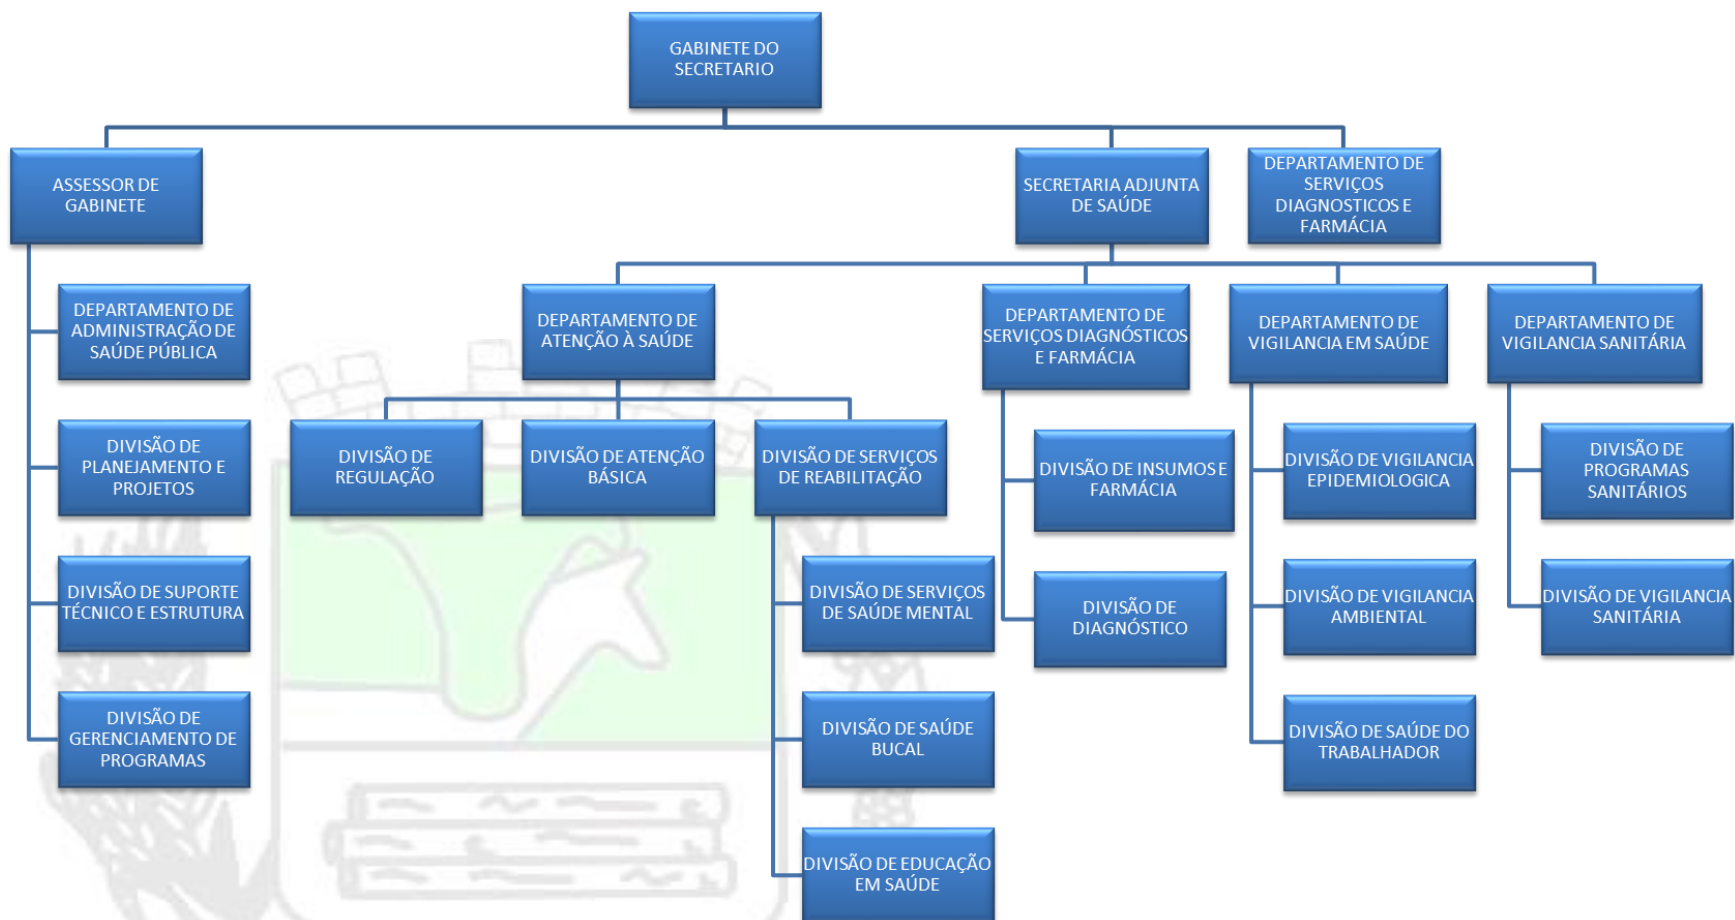 GABINETE DO
SECRETARIO
ASSESSOR DE
GABINETE
SECRETARIA ADJUNTA
DE SAÚDE
DEPARTAMENTO DE
SERVIÇOS
DIAGNOSTICOS E
FARMÁCIA
DEPARTAMENTO DE
ADMINISTRAÇÃO DE
SAÚDE PÚBLICA
DIVISÃO DE
PLANEJAMENTO E
PROJETOS
DIVISÃO DE SUPORTE
TÉCNICO E ESTRUTURA
DIVISÃO DE
GERENCIAMENTO DE
PROGRAMAS
DEPARTAMENTO DE
ATENÇÃO À SAÚDE
DIVISÃO DE
REGULAÇÃO
DIVISÃO DE ATENÇÃO
BÁSICA
DIVISÃO DE SERVIÇOS
DE REABILITAÇÃO
DIVISÃO DE SERVIÇOS
DE SAÚDE MENTAL
DIVISÃO DE SAÚDE
BUCAL
DIVISÃO DE EDUCAÇÃO
EM SAÚDE
DEPARTAMENTO DE
SERVIÇOS DIAGNÓSTICOS
E FARMÁCIA
DIVISÃO DE INSUMOS E
FARMÁCIA
DIVISÃO DE
DIAGNÓSTICO
DEPARTAMENTO DE
VIGILANCIA EM SAÚDE
DIVISÃO DE VIGILANCIA
EPIDEMIOLOGICA
DIVISÃO DE VIGILANCIA
AMBIENTAL
DIVISÃO DE SAÚDE DO
TRABALHADOR
DEPARTAMENTO DE
VIGILANCIA SANITÁRIA
DIVISÃO DE
PROGRAMAS
SANITÁRIOS
DIVISÃO DE VIGILANCIA
SANITÁRIA